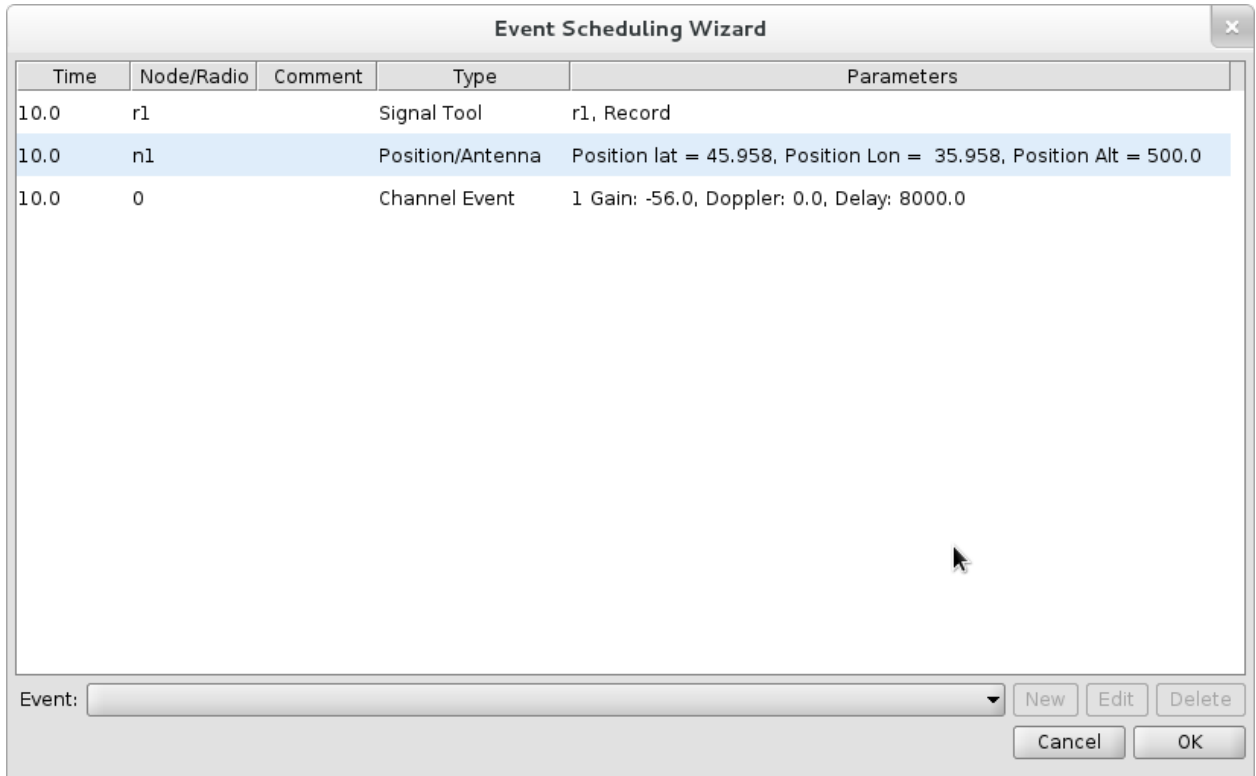 Event Scheduling Wizard
Time Node/Radio Comment Type Parameters
10.0 r1 Signal Tool r1, Record
10.0 n1 Position/Antenna Position lat = 45.958, Position Lon =  35.958, Position Alt = 500.0
10.0 0 Channel Event 1 Gain: -56.0, Doppler: 0.0, Delay: 8000.0
Event: New Edit Delete
Cancel OK